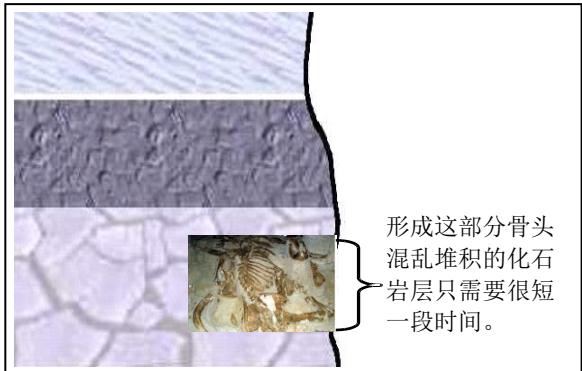 形成这部分骨头
混乱堆积的化石
岩层只需要很短
一段时间。